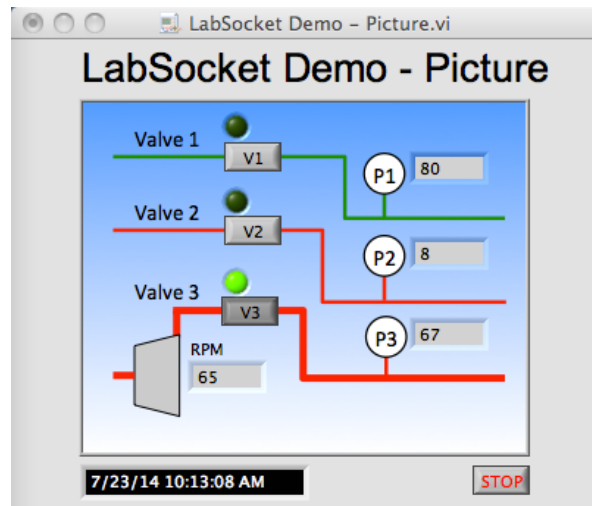 LabSocket Demo - Picture.vi
LabSocket Demo - Picture
Valve 1
V1
P1 80
Valve 2
V2
P2 8
Valve 3
V3
P3 67
RPM
65
7/23/14 10:13:08 AM
STOP